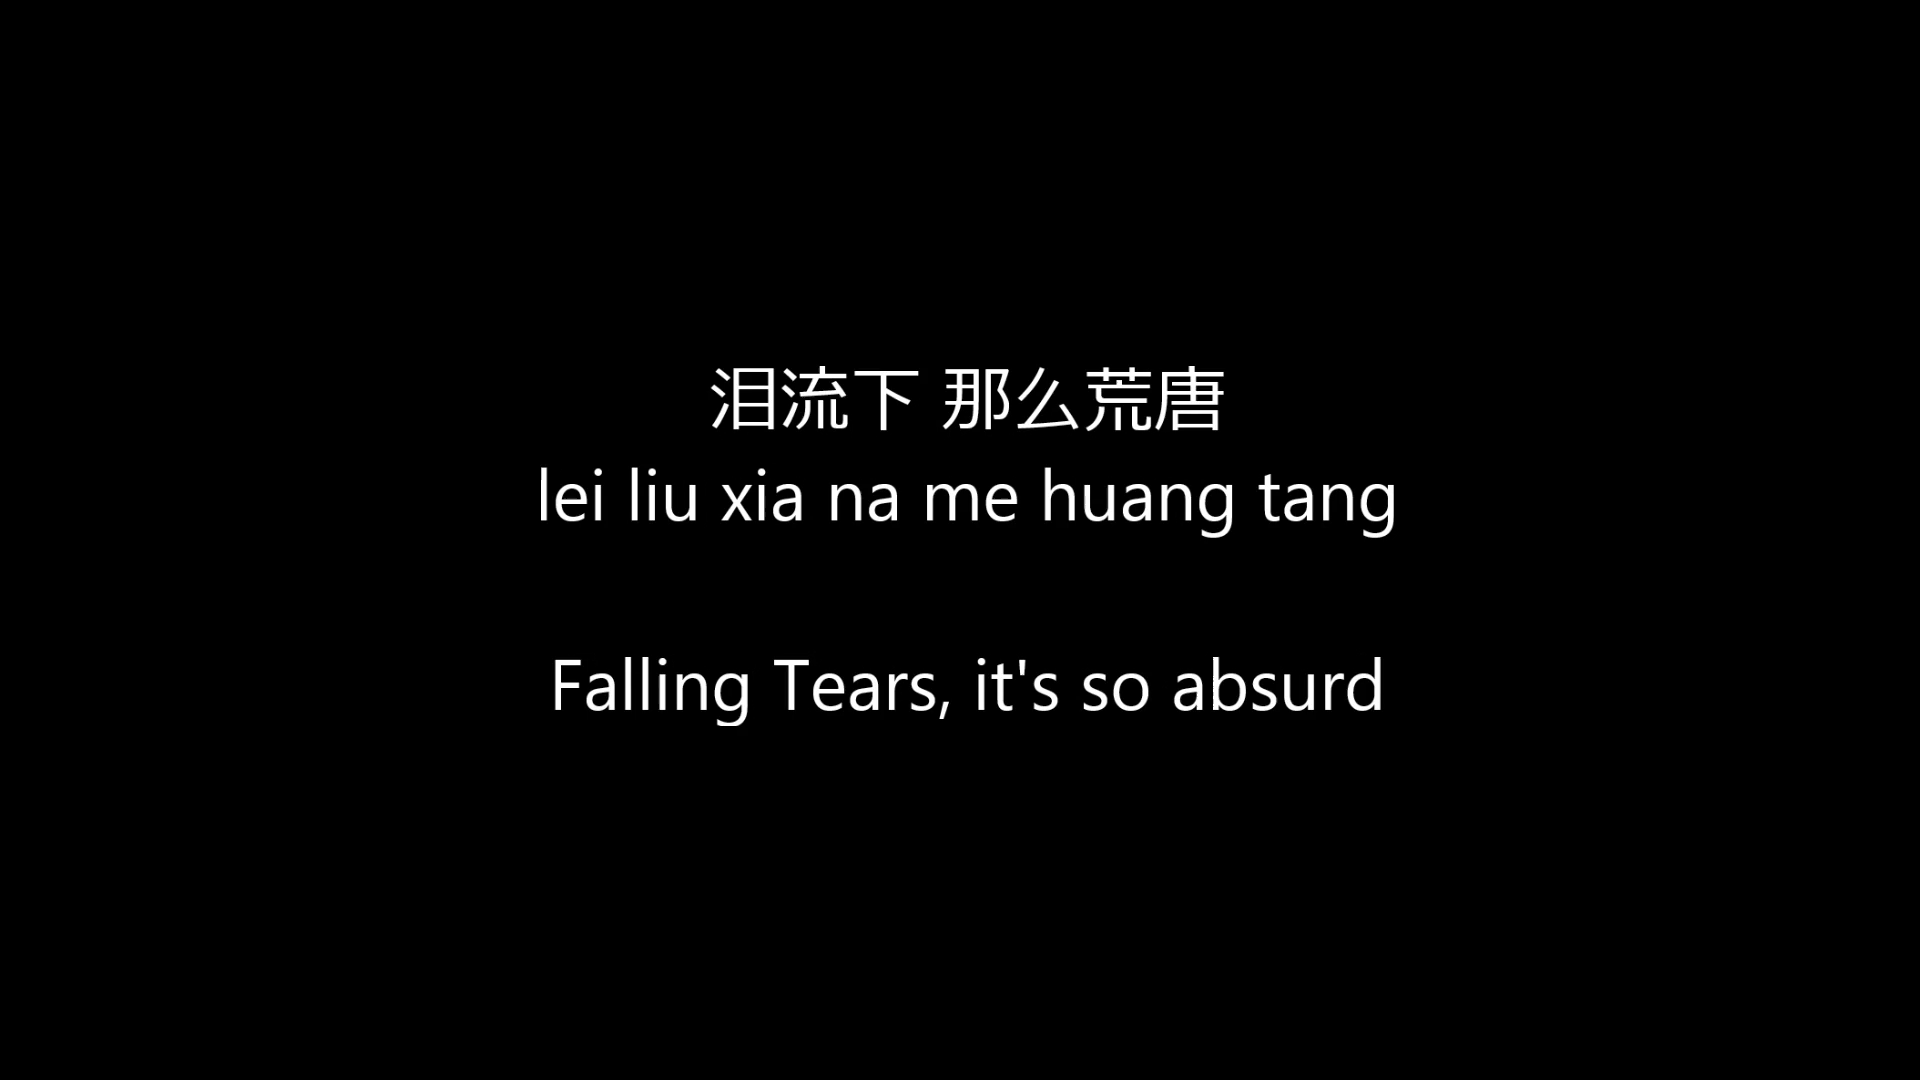 泪流下 那么荒唐
lei liu xia na me huang tang
Falling Tears, it's so absurd